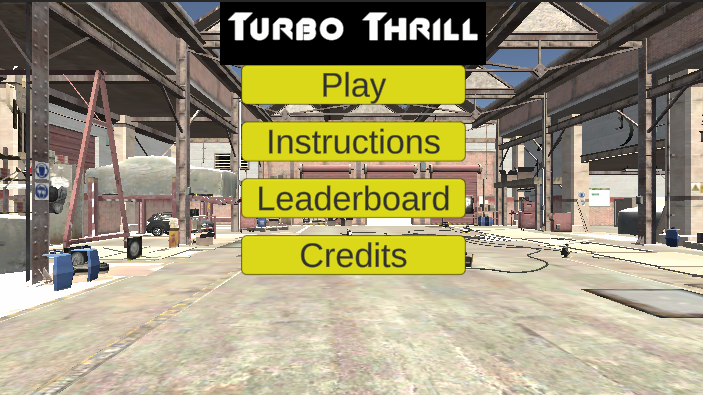 Turbo Thrill
Play
Instructions
Leaderboard
Credits